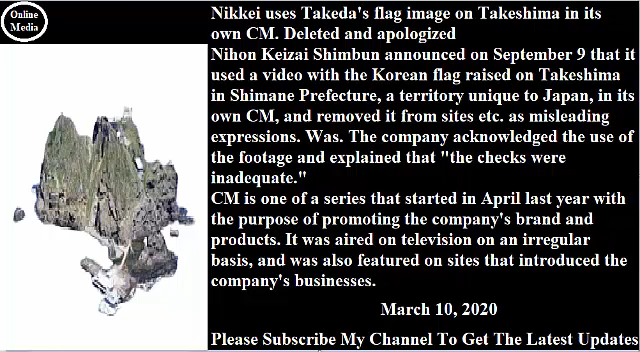 Online
Media
Nikkei uses Takeda's flag image on Takeshima in its
own CM. Deleted and apologized
Nihon Keizai Shimbun announced on September 9 that it
used a video with the Korean flag raised on Takeshima
in Shimane Prefecture, a territory unique to Japan, in its
own CM, and removed it from sites etc. as misleading
expressions. Was. The company acknowledged the use of
the footage and explained that "the checks were
inadequate."
CM is one of a series that started in April last year with
the purpose of promoting the company's brand and
products. It was aired on television on an irregular
basis, and was also featured on sites that introduced the
company's businesses.
March 10, 2020
Please Subscribe My Channel To Get The Latest Updates